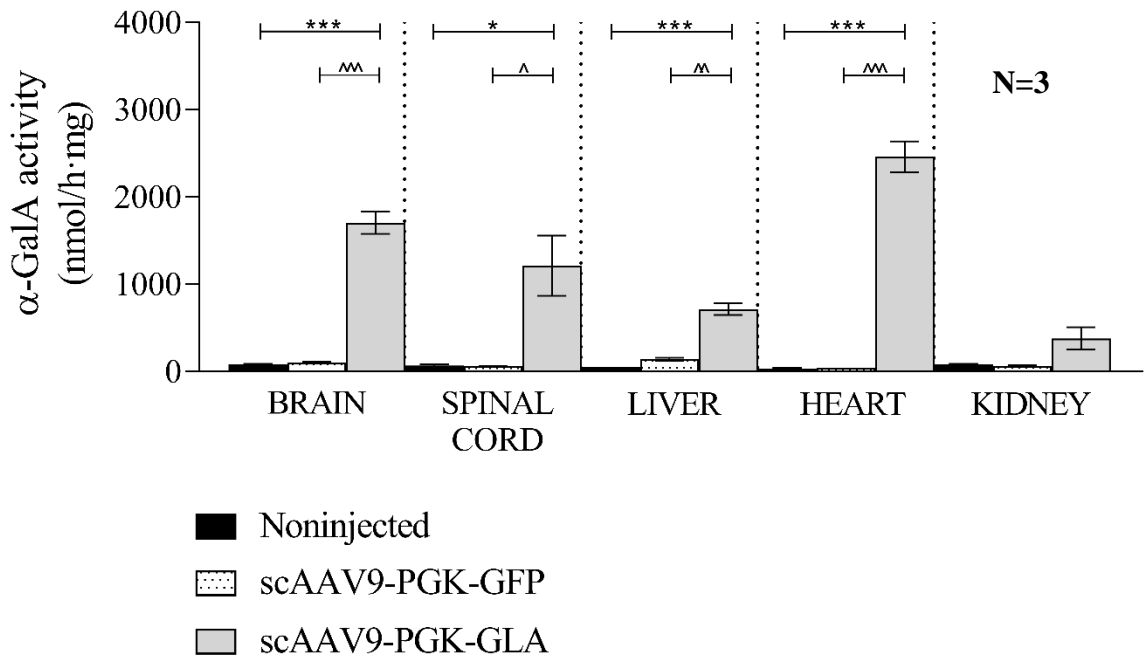 α-GalA activity
(nmol/h·mg)
4000
3000
2000
1000
0
*** * *** ***
^^^ ^ ^^ ^^^
N=3
BRAIN SPINAL CORD LIVER HEART KIDNEY
Noninjected
scAAV9-PGK-GFP
scAAV9-PGK-GLA